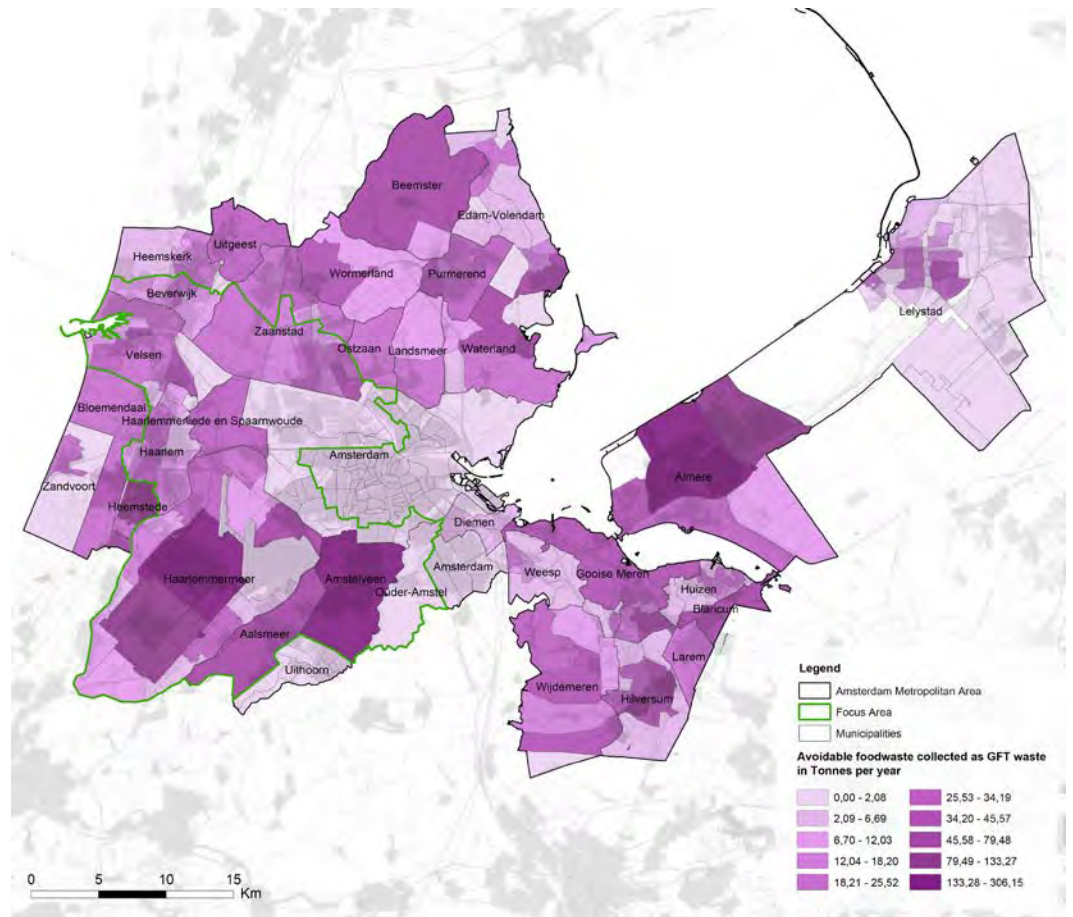 Beemster
Edam-Volendam
Uitgeest
Heemskerk
Wormerland
Purmerend
Beverwijk
Lelystad
Zaanstad
Ostzaan
Landsmeer
Waterland
Velsen
Bloemendaal
Haarlemmerliede en Spaarnwoude
Haarlem
Amsterdam
Almere
Zandvoort
Heemstede
Diemen
Amsterdam
Weesp
Gooise Meren
Haarlemmermeer
Amstelveen
Ouder-Amstel
Huizen
Blaricum
Aalsmeer
Larem
Uithoorn
Wijdemeren
Hilversum
Legend
Amsterdam Metropolitan Area
Focus Area
Municipalities
Avoidable foodwaste collected as GFT waste
in Tonnes per year
0,00 - 2,08 25,53 - 34,19
2,09 - 6,69 34,20 - 45,57
6,70 - 12,03 45,58 - 79,48
12,04 - 18,20 79,49 - 133,27
18,21 - 25,52 133,28 - 306,15
0 5 10 15
Km